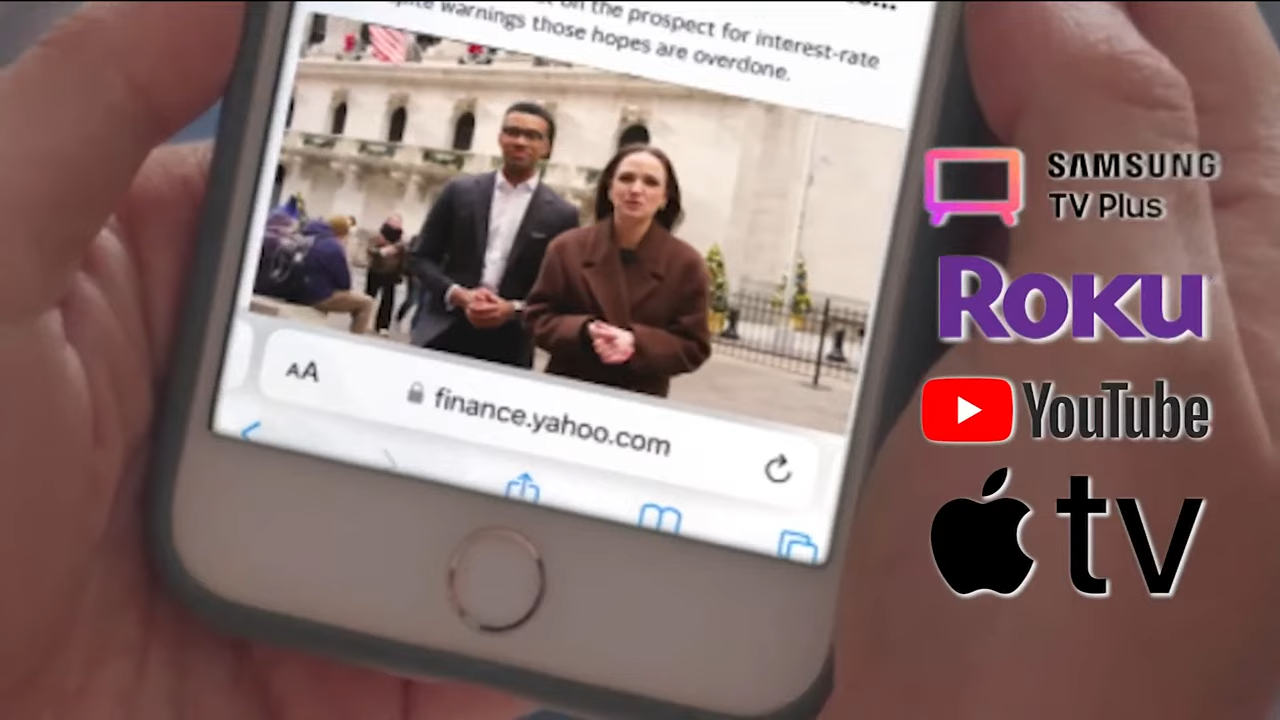 on the prospect for interest-rate
warnings those hopes are overdone.
AA
finance.yahoo.com
SAMSUNG
TV Plus
ROKU
YouTube
tv